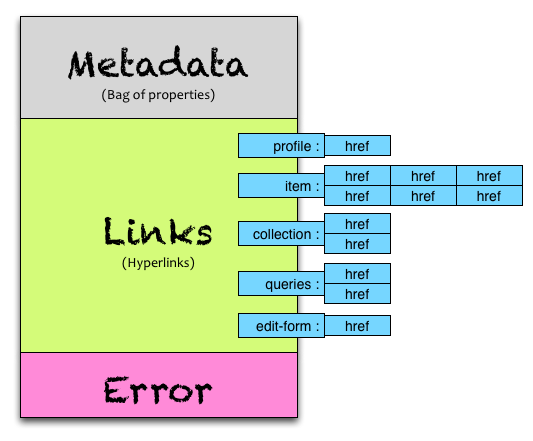 Metadata
(Bag of properties)
profile : href
item : href href href
href href href
Links
(Hyperlinks)
collection : href
href
queries : href
href
edit-form : href
Error